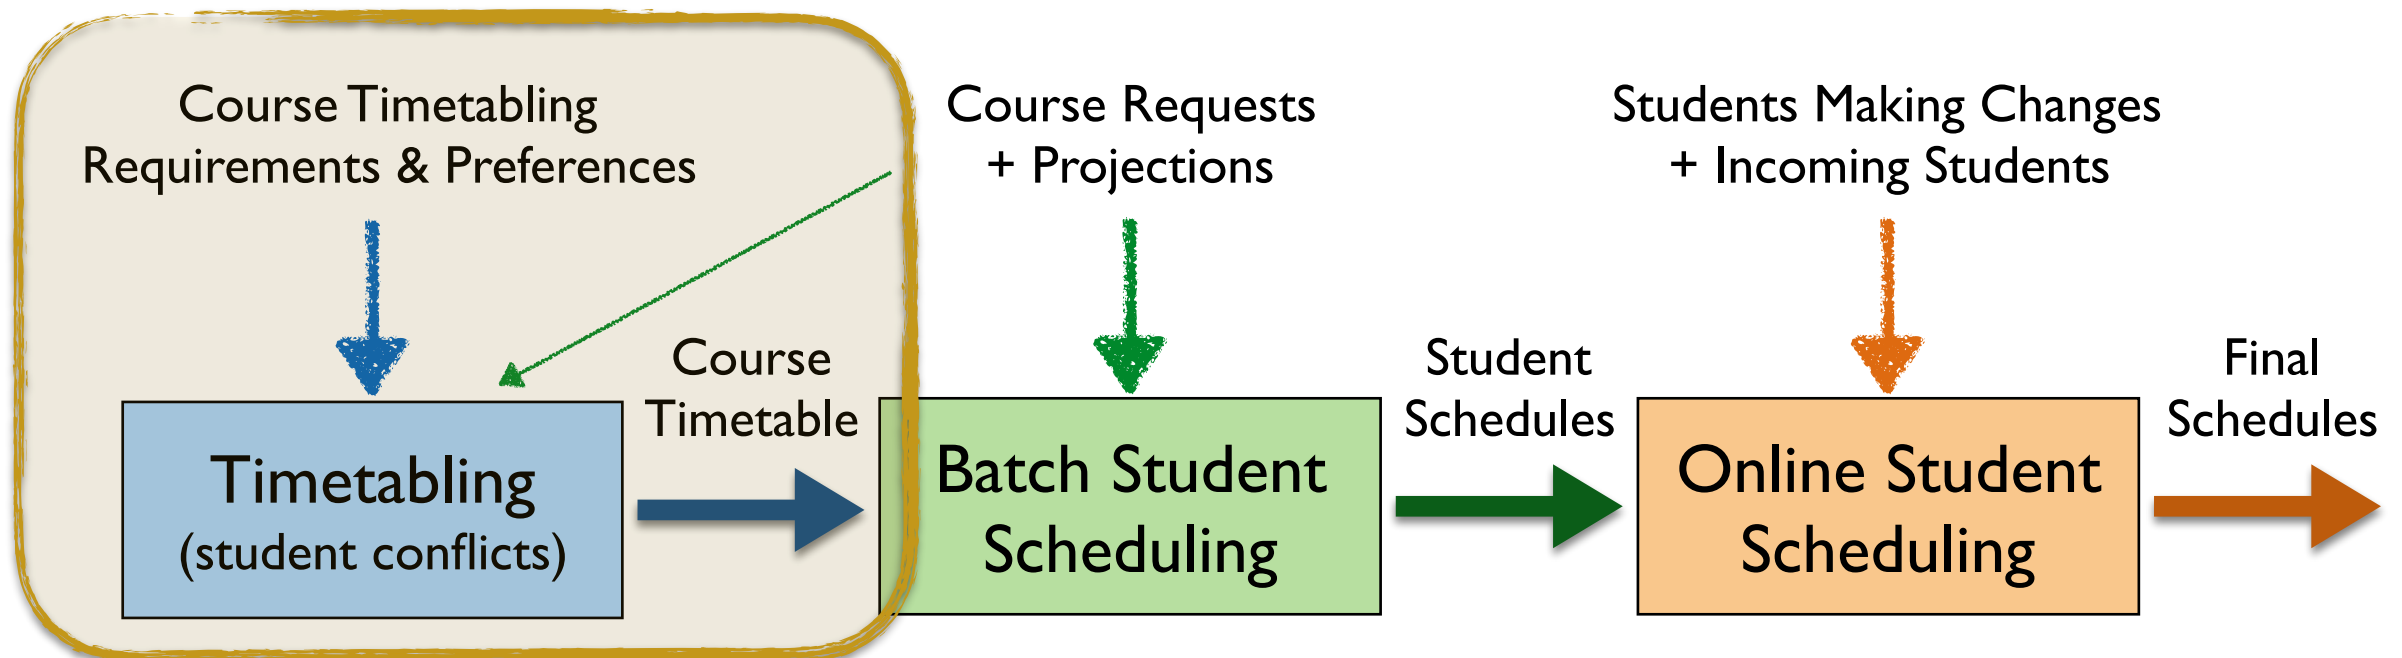 Course Timetabling
Requirements & Preferences
Course Requests
+ Projections
Students Making Changes
+ Incoming Students
Course
Timetable
Student
Schedules
Final
Schedules
Timetabling
(student conflicts)
Batch Student
Scheduling
Online Student
Scheduling